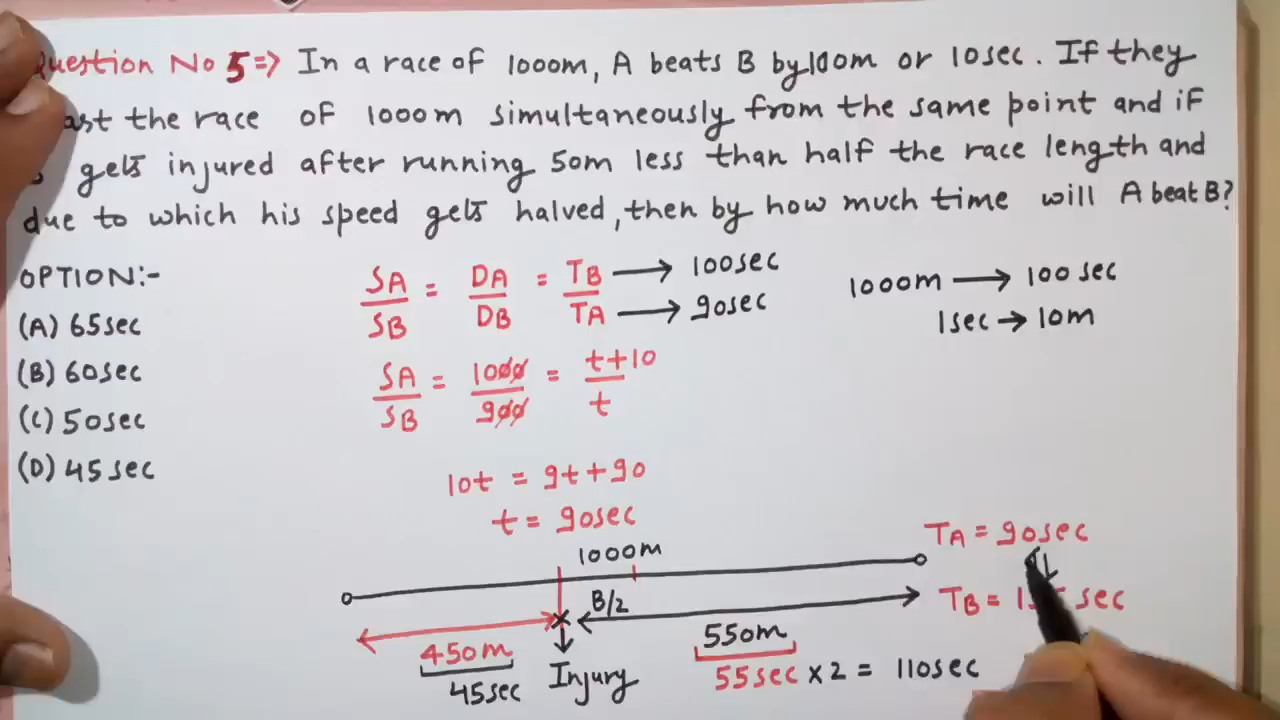 Question No 5=> In a race of 1000m, A beats B by 100m or 10sec. If they
the race of 1000m simultaneously from the same point and if
gets injured after running 50m less than half the race length and
due to which his speed gets halved, then by how much time will A beat B?
OPTION:-
(A) 65sec
(B) 60sec
(C) 50sec
(D) 45sec
SA/SB = DA/DB = TB/TA → 100sec → 90sec
1000m → 100 sec
1sec → 10m
SA/SB = 1000/900 = t+10/t
10t = 9t+90
t = 90sec
1000m
TA = 90sec
B/2
TB = sec
450m
550m
45sec
Injury
55sec x 2 = 110sec